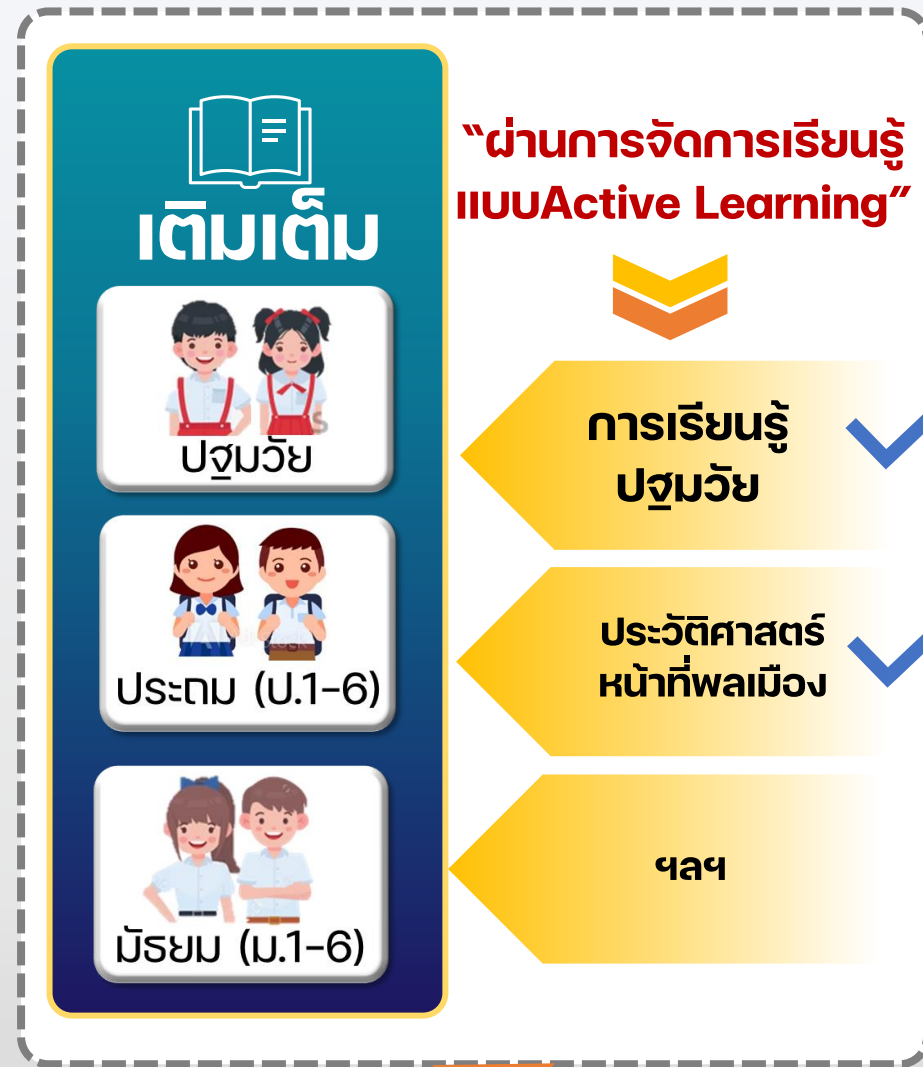 เติมเต็ม
ปฐมวัย
ประถม (ป.1-6)
มัธยม (ม.1-6)
“ผ่านการจัดการเรียนรู้
แบบActive Learning”
การเรียนรู้
ปฐมวัย
ประวัติศาสตร์
หน้าที่พลเมือง
ฯลฯ